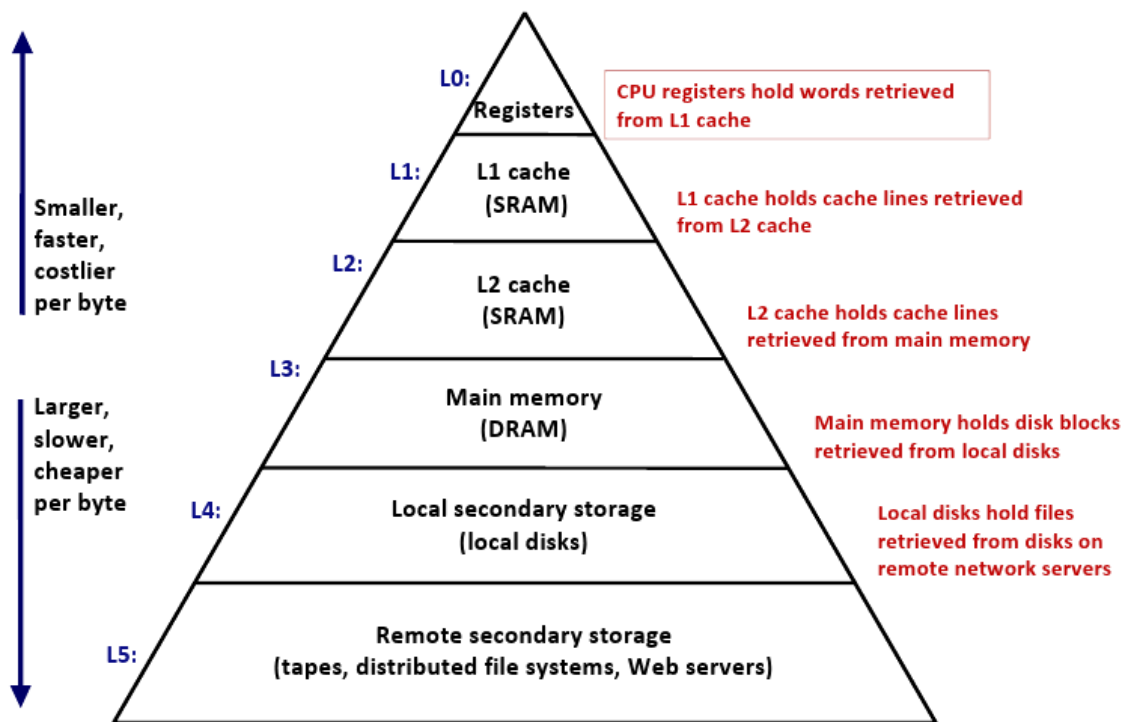 L0:
Registers
CPU registers hold words retrieved
from L1 cache
L1:
L1 cache
(SRAM)
L1 cache holds cache lines retrieved
from L2 cache
Smaller,
faster,
costlier
per byte
L2:
L2 cache
(SRAM)
L2 cache holds cache lines
retrieved from main memory
L3:
Main memory
(DRAM)
Main memory holds disk blocks
retrieved from local disks
Larger,
slower,
cheaper
per byte
L4:
Local secondary storage
(local disks)
Local disks hold files
retrieved from disks on
remote network servers
L5:
Remote secondary storage
(tapes, distributed file systems, Web servers)